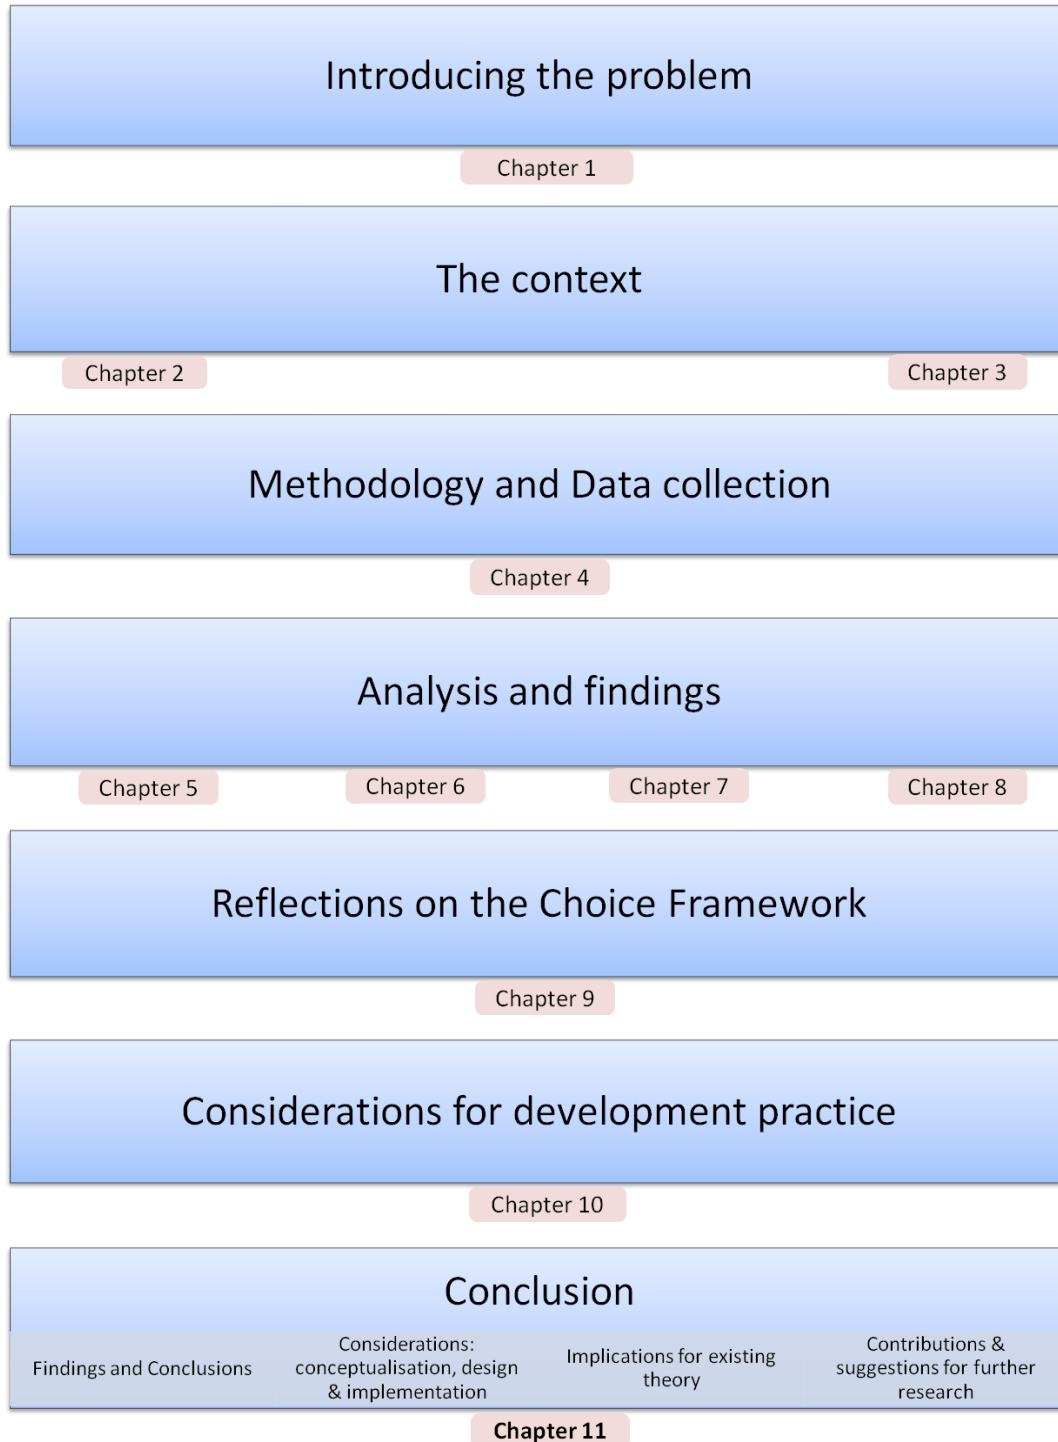 Introducing the problem
Chapter 1
The context
Chapter 2
Chapter 3
Methodology and Data collection
Chapter 4
Analysis and findings
Chapter 5
Chapter 6
Chapter 7
Chapter 8
Reflections on the Choice Framework
Chapter 9
Considerations for development practice
Chapter 10
Conclusion
Findings and Conclusions
Considerations:
conceptualisation, design
& implementation
Implications for existing
theory
Contributions &
suggestions for further
research
Chapter 11